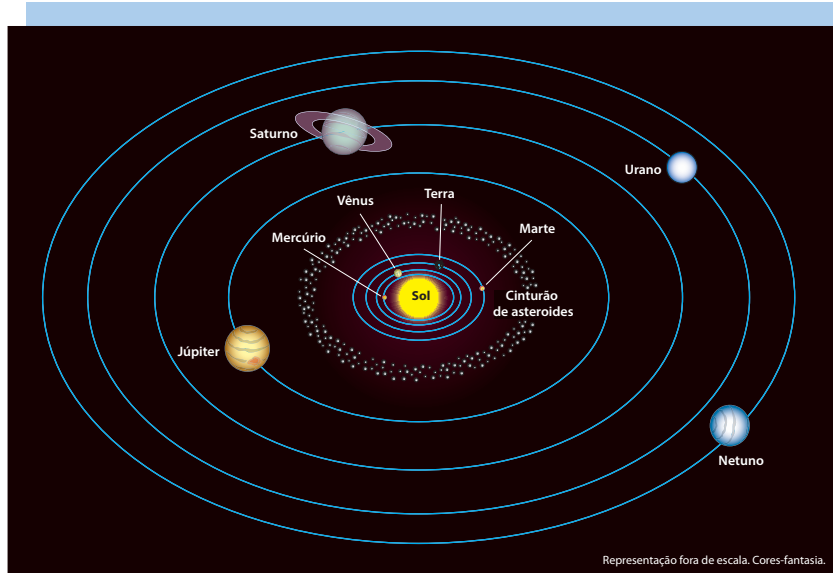 Saturno
Urano
Terra
Vênus
Mercúrio
Marte
Sol
Cinturão
de asteroides
Júpiter
Netuno
Representação fora de escala. Cores-fantasia.